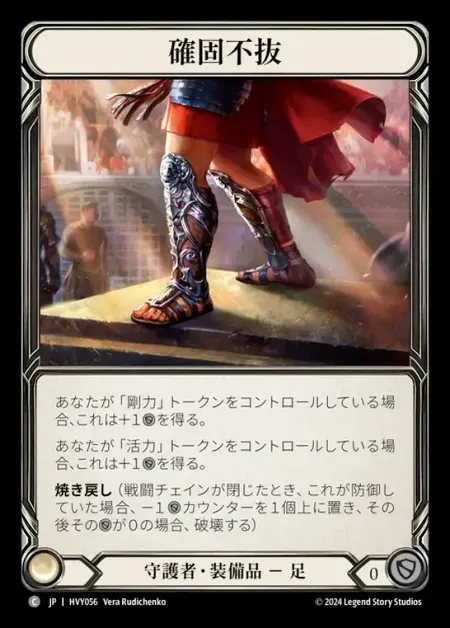 確固不抜
あなたが「剛力」トークンをコントロールしている場
合、これは+1を得る。
あなたが「活力」トークンをコントロールしている場
合、これは+1を得る。
焼き戻し（戦闘チェインが閉じたとき、これが防御し
ていた場合、−1カウンターを1個上に置き、その
後そのが0の場合、破壊する）
守護者・装備品 － 足
0
C JP | HVY056 Vera Rudichenko
© 2024 Legend Story Studios